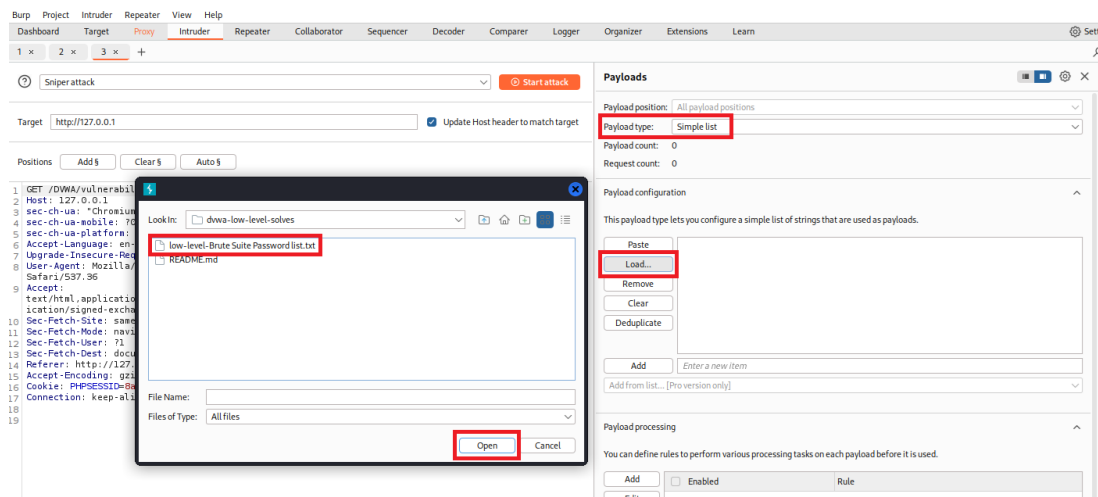 Burp Project Intruder Repeater View Help
Dashboard Target Proxy Intruder Repeater Collaborator Sequencer Decoder Comparer Logger Organizer Extensions Learn
1 × 2 × 3 × +
Sniper attack
Start attack
Target http://127.0.0.1
Update Host header to match target
Positions Add § Clear § Auto §
1 GET /DVWA/vulnerabil
2 Host: 127.0.0.1
3 sec-ch-ua: "Chromium
4 sec-ch-ua-mobile: ?0
5 sec-ch-ua-platform:
6 Accept-Language: en-
7 Upgrade-Insecure-Req
8 User-Agent: Mozilla/
Safari/537.36
9 Accept:
text/html,applicatio
ication/signed-excha
10 Sec-Fetch-Site: same
11 Sec-Fetch-Mode: navi
12 Sec-Fetch-User: ?1
13 Sec-Fetch-Dest: docu
14 Referer: http://127.
15 Accept-Encoding: gzi
16 Cookie: PHPSESSID=8a
17 Connection: keep-ali
18
19
Look In: dvwa-low-level-solves
low-level-Brute Suite Password list.txt
README.md
File Name:
Files of Type: All files
Open Cancel
Payloads
Payload position: All payload positions
Payload type: Simple list
Payload count: 0
Request count: 0
Payload configuration
This payload type lets you configure a simple list of strings that are used as payloads.
Paste
Load...
Remove
Clear
Deduplicate
Add Enter a new item
Add from list... [Pro version only]
Payload processing
You can define rules to perform various processing tasks on each payload before it is used.
Add Enabled Rule